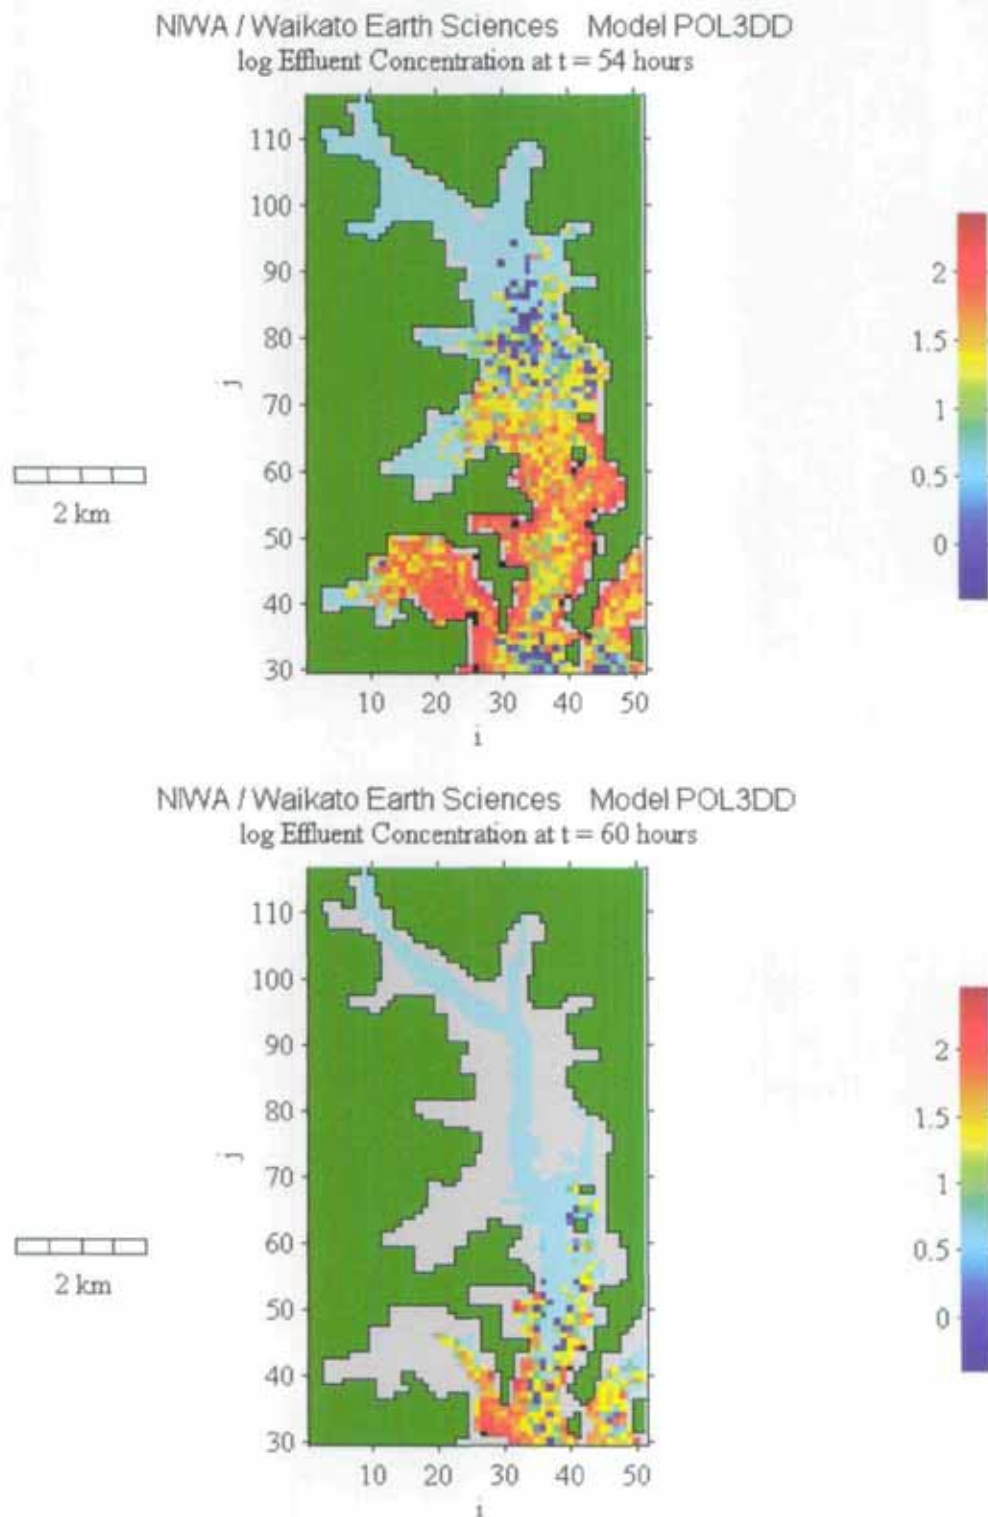 NIWA / Waikato Earth Sciences Model POL3DD
log Effluent Concentration at t = 54 hours
110
100
90
80
70
60
50
40
30
j
10 20 30 40 50
i
2 km
2
1.5
1
0.5
0
NIWA / Waikato Earth Sciences Model POL3DD
log Effluent Concentration at t = 60 hours
110
100
90
80
70
60
50
40
30
j
10 20 30 40 50
i
2 km
2
1.5
1
0.5
0